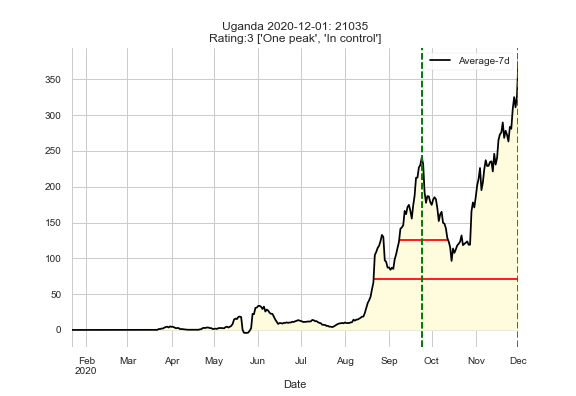 Uganda 2020-12-01: 21035
Rating:3 ['One peak', 'In control']
Average-7d
350
300
250
200
150
100
50
0
Feb Mar Apr May Jun Jul Aug Sep Oct Nov Dec
2020
Date